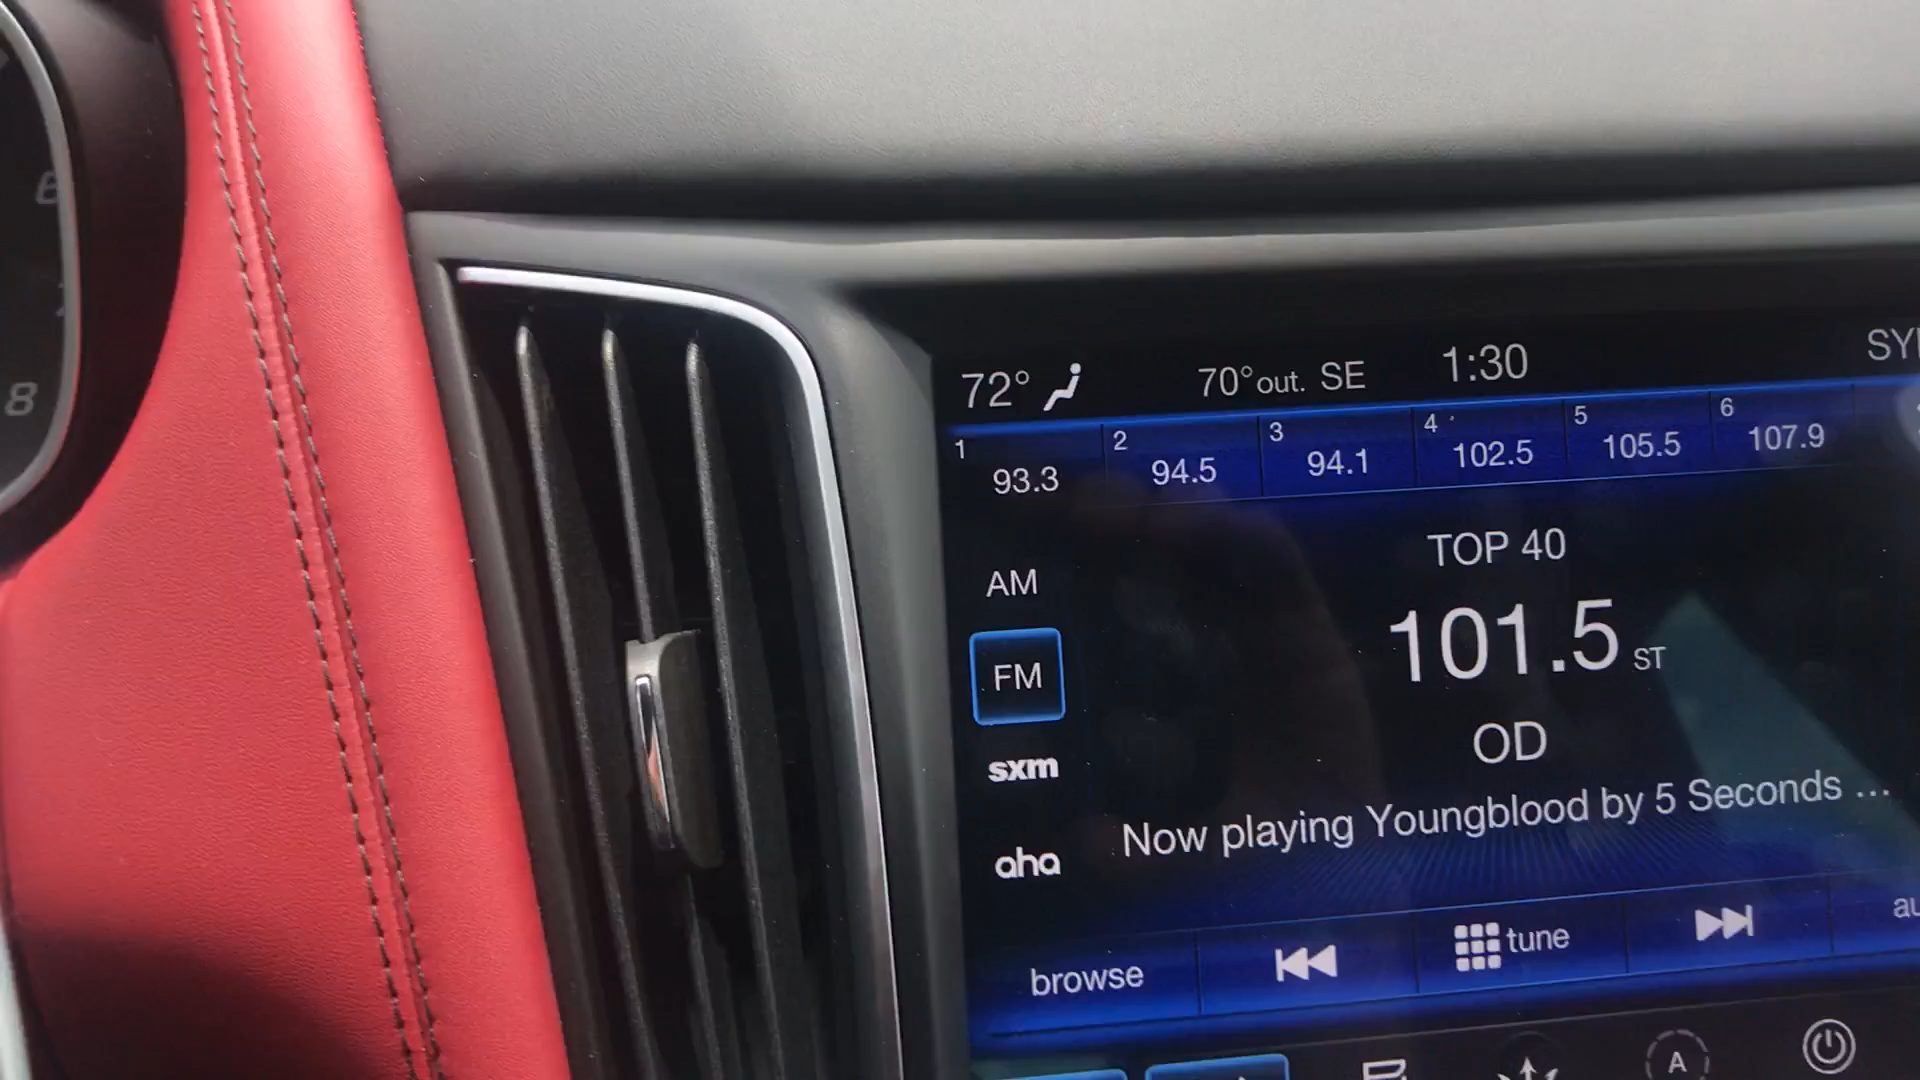 6
8
72° 70° out. SE 1:30
1 93.3 2 94.5 3 94.1 4 102.5 5 105.5 6 107.9
TOP 40
AM
101.5 ST
FM
OD
sxm
Now playing Youngblood by 5 Seconds ...
aha
browse tune
A